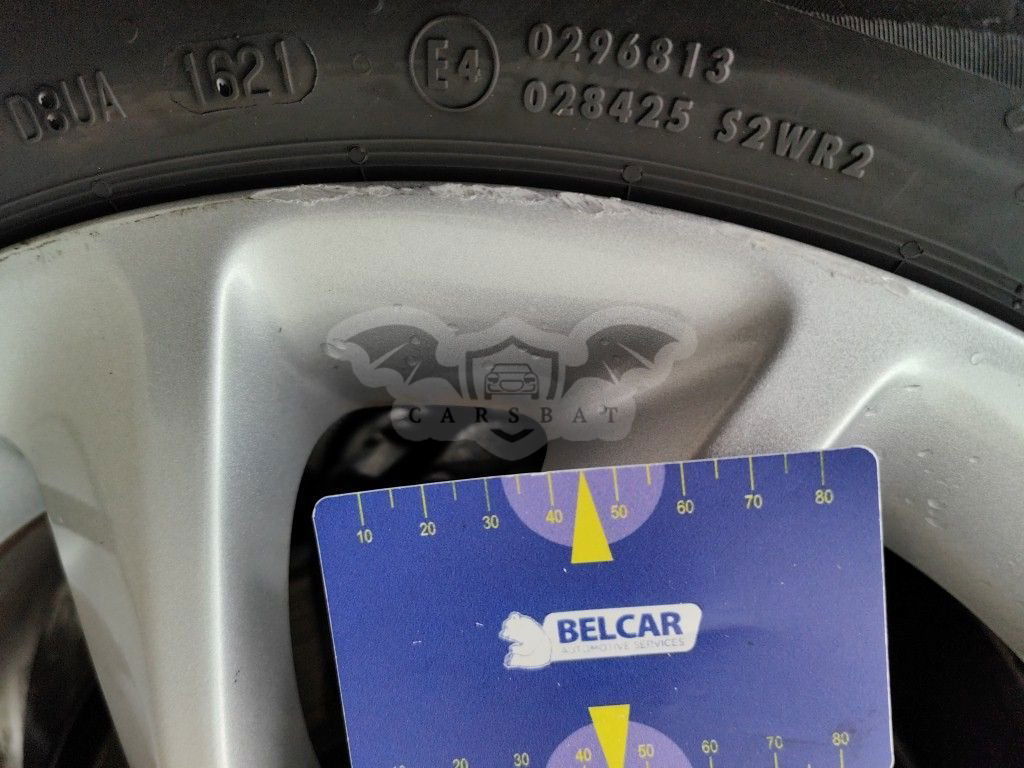 D8UA 1621 E4 0296813
028425 S2WR2
CARSBAT
10 20 30 40 50 60 70 80
BELCAR
AUTOMOTIVE SERVICES
20 30 40 50 60 70 80